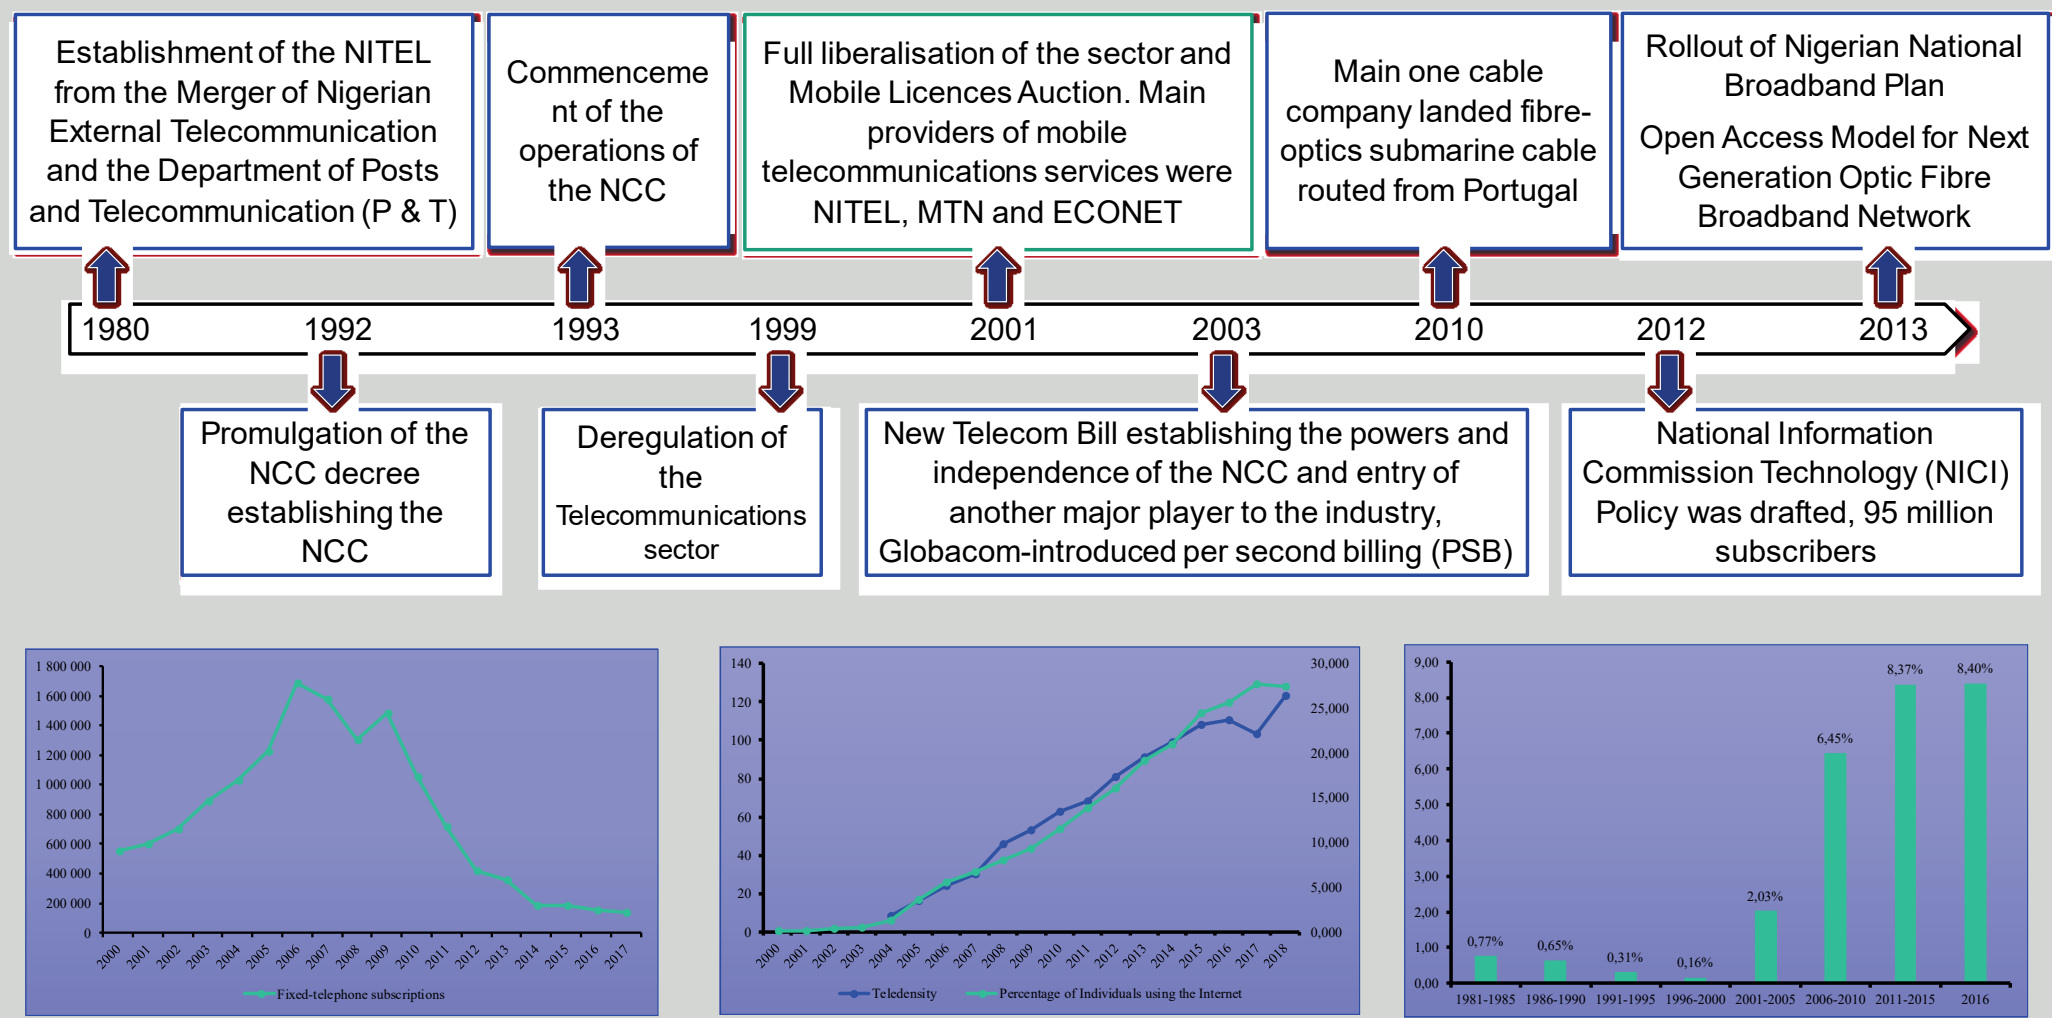 Establishment of the NITEL
from the Merger of Nigerian
External Telecommunication
and the Department of Posts
and Telecommunication (P & T)
Commenceme
nt of the
operations of
the NCC
Full liberalisation of the sector and
Mobile Licences Auction. Main
providers of mobile
telecommunications services were
NITEL, MTN and ECONET
Main one cable
company landed fibre-
optics submarine cable
routed from Portugal
Rollout of Nigerian National
Broadband Plan
Open Access Model for Next
Generation Optic Fibre
Broadband Network
1980 1992 1993 1999 2001 2003 2010 2012 2013
Promulgation of the
NCC decree
establishing the
NCC
Deregulation of
the
Telecommunications
sector
New Telecom Bill establishing the powers and
independence of the NCC and entry of
another major player to the industry,
Globacom-introduced per second billing (PSB)
National Information
Commission Technology (NICI)
Policy was drafted, 95 million
subscribers
1 800 000
1 600 000
1 400 000
1 200 000
1 000 000
800 000
600 000
400 000
200 000
0
2000 2001 2002 2003 2004 2005 2006 2007 2008 2009 2010 2011 2012 2013 2014 2015 2016 2017
Fixed-telephone subscriptions
140
120
100
80
60
40
20
0
30,000
25,000
20,000
15,000
10,000
5,000
0,000
2000 2001 2002 2003 2004 2005 2006 2007 2008 2009 2010 2011 2012 2013 2014 2015 2016 2017 2018
Teledensity Percentage of Individuals using the Internet
9,00
8,00
7,00
6,00
5,00
4,00
3,00
2,00
1,00
0,00
0,77% 0,65% 0,31% 0,16% 2,03% 6,45% 8,37% 8,40%
1981-1985 1986-1990 1991-1995 1996-2000 2001-2005 2006-2010 2011-2015 2016